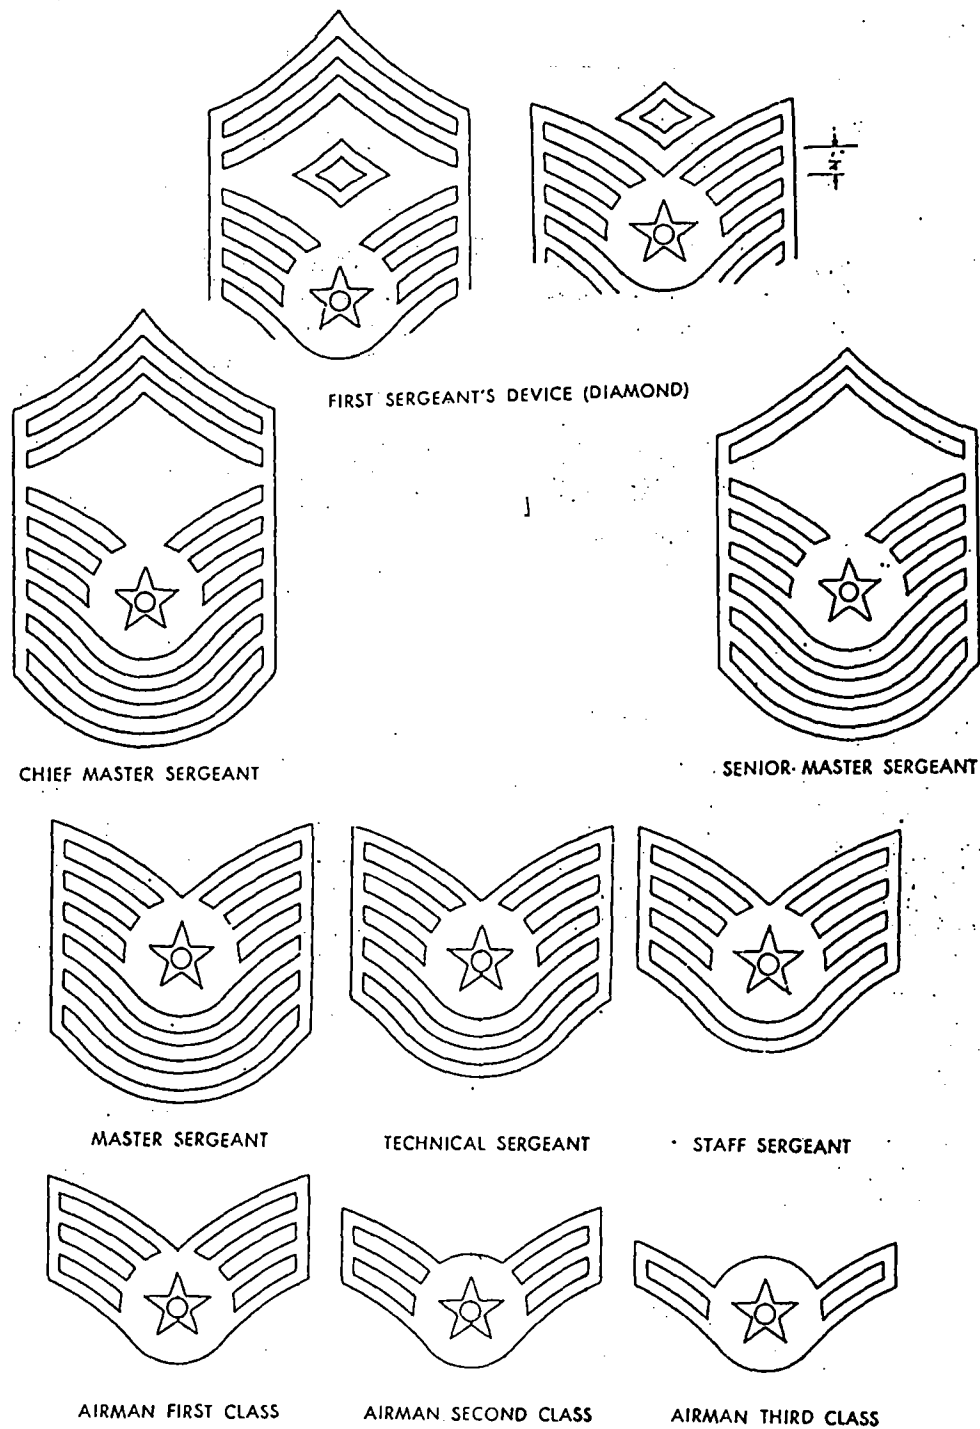 FIRST SERGEANT'S DEVICE (DIAMOND)
CHIEF MASTER SERGEANT
SENIOR MASTER SERGEANT
MASTER SERGEANT
TECHNICAL SERGEANT
STAFF SERGEANT
AIRMAN FIRST CLASS
AIRMAN SECOND CLASS
AIRMAN THIRD CLASS